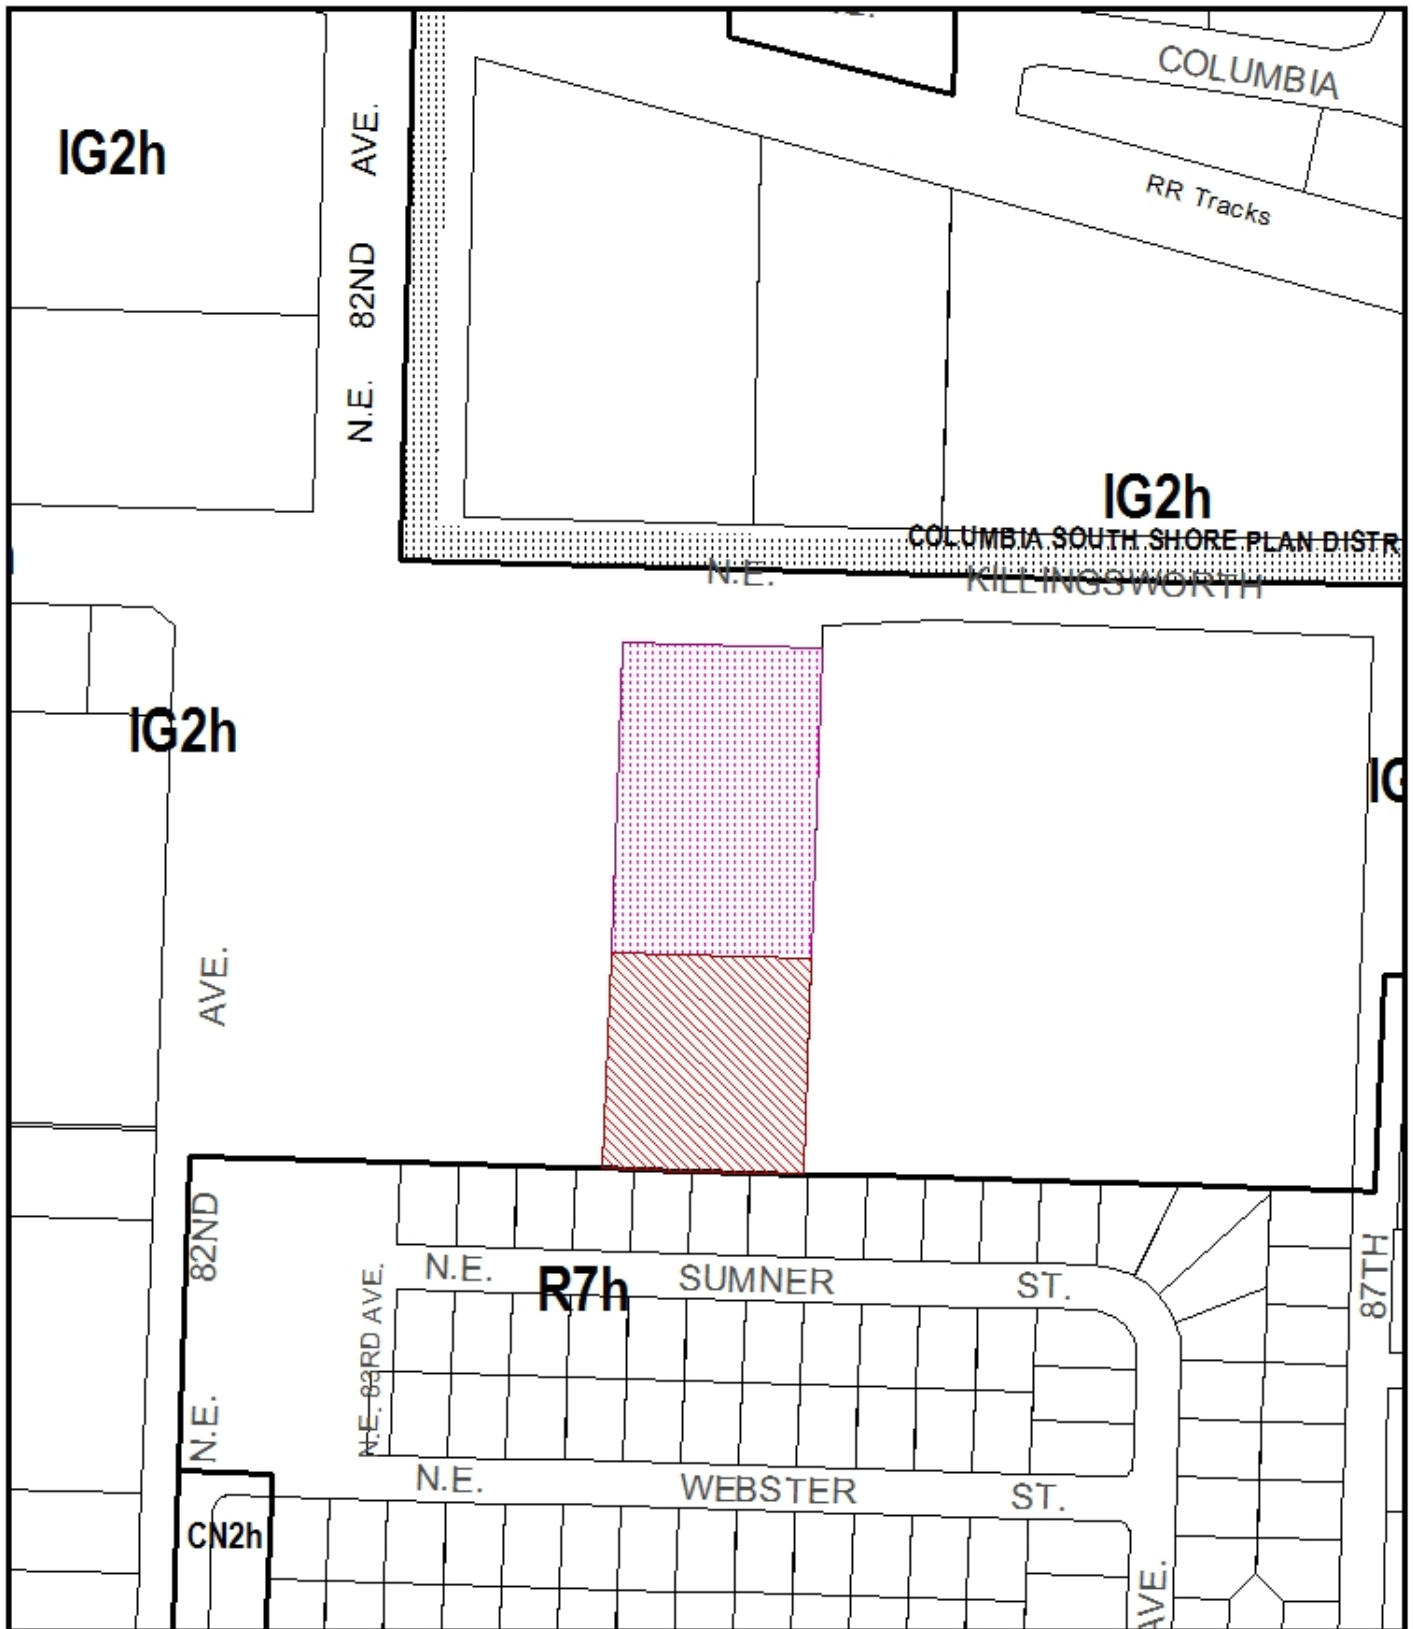 COLUMBIA
IG2h
N.E. 82ND AVE.
RR Tracks
IG2h
COLUMBIA SOUTH SHORE PLAN DISTR
N.E. KILLINGSWORTH
IG2h
IG
AVE.
82ND
N.E.
N.E. SUMNER ST.
R7h
87TH
N.E. 83RD AVE.
N.E. WEBSTER ST.
CN2h
AVE.